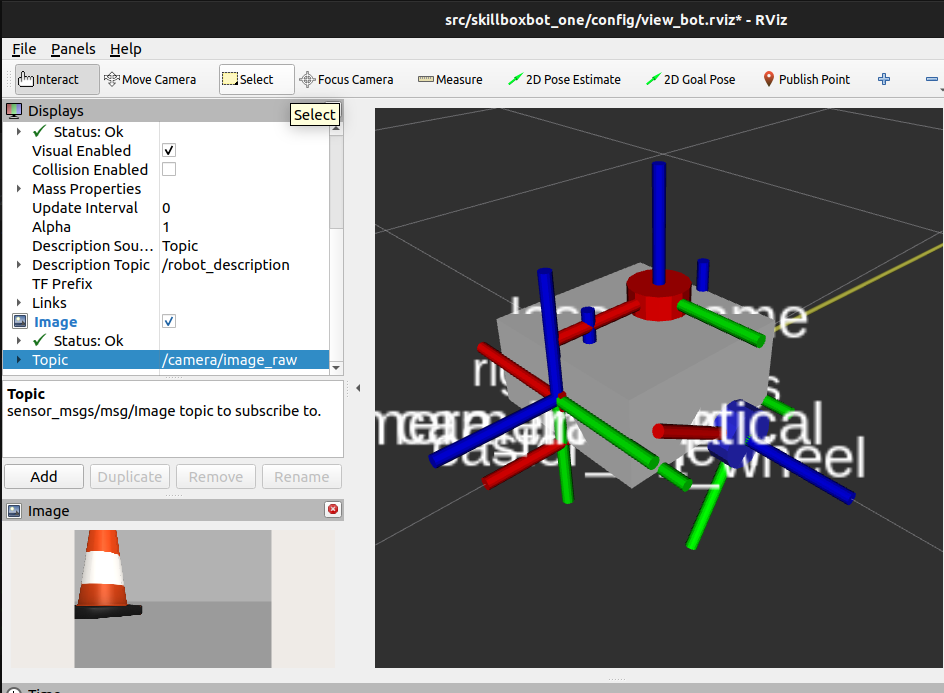 src/skillboxbot_one/config/view_bot.rviz* - RViz
File Panels Help
Interact Move Camera Select Focus Camera Measure 2D Pose Estimate 2D Goal Pose Publish Point
Displays
Select
Status: Ok
Visual Enabled
Collision Enabled
Mass Properties
Update Interval 0
Alpha 1
Description Sou... Topic
Description Topic /robot_description
TF Prefix
Links
Image
Status: Ok
Topic /camera/image_raw
Topic
sensor_msgs/msg/Image topic to subscribe to.
Add Duplicate Remove Rename
Image
Time
wheel